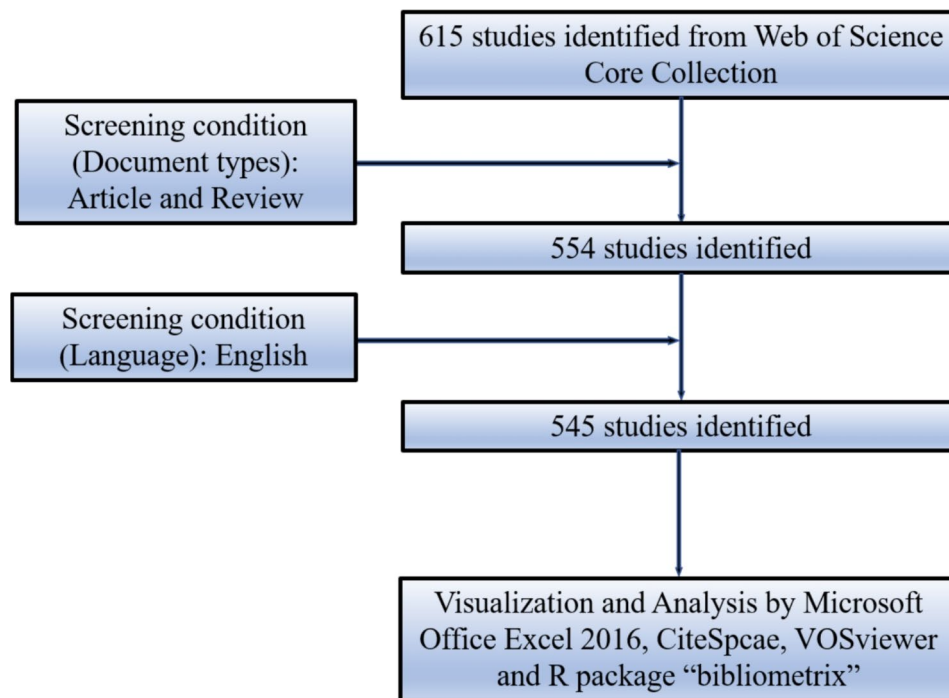 615 studies identified from Web of Science
Core Collection
Screening condition
(Document types):
Article and Review
554 studies identified
Screening condition
(Language): English
545 studies identified
Visualization and Analysis by Microsoft
Office Excel 2016, CiteSpcae, VOSviewer
and R package “bibliometrix”